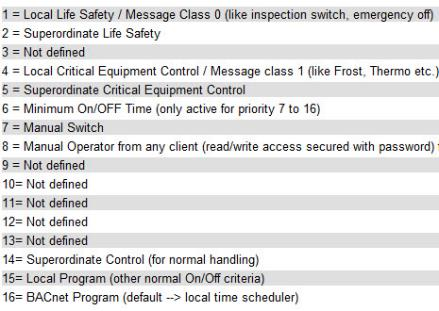 1 = Local Life Safety / Message Class 0 (like inspection switch, emergency off)
2 = Superordinate Life Safety
3 = Not defined
4 = Local Critical Equipment Control / Message class 1 (like Frost, Thermo etc.)
5 = Superordinate Critical Equipment Control
6 = Minimum On/OFF Time (only active for priority 7 to 16)
7 = Manual Switch
8 = Manual Operator from any client (read/write access secured with password)
9 = Not defined
10= Not defined
11= Not defined
12= Not defined
13= Not defined
14= Superordinate Control (for normal handling)
15= Local Program (other normal On/Off criteria)
16= BACnet Program (default --> local time scheduler)